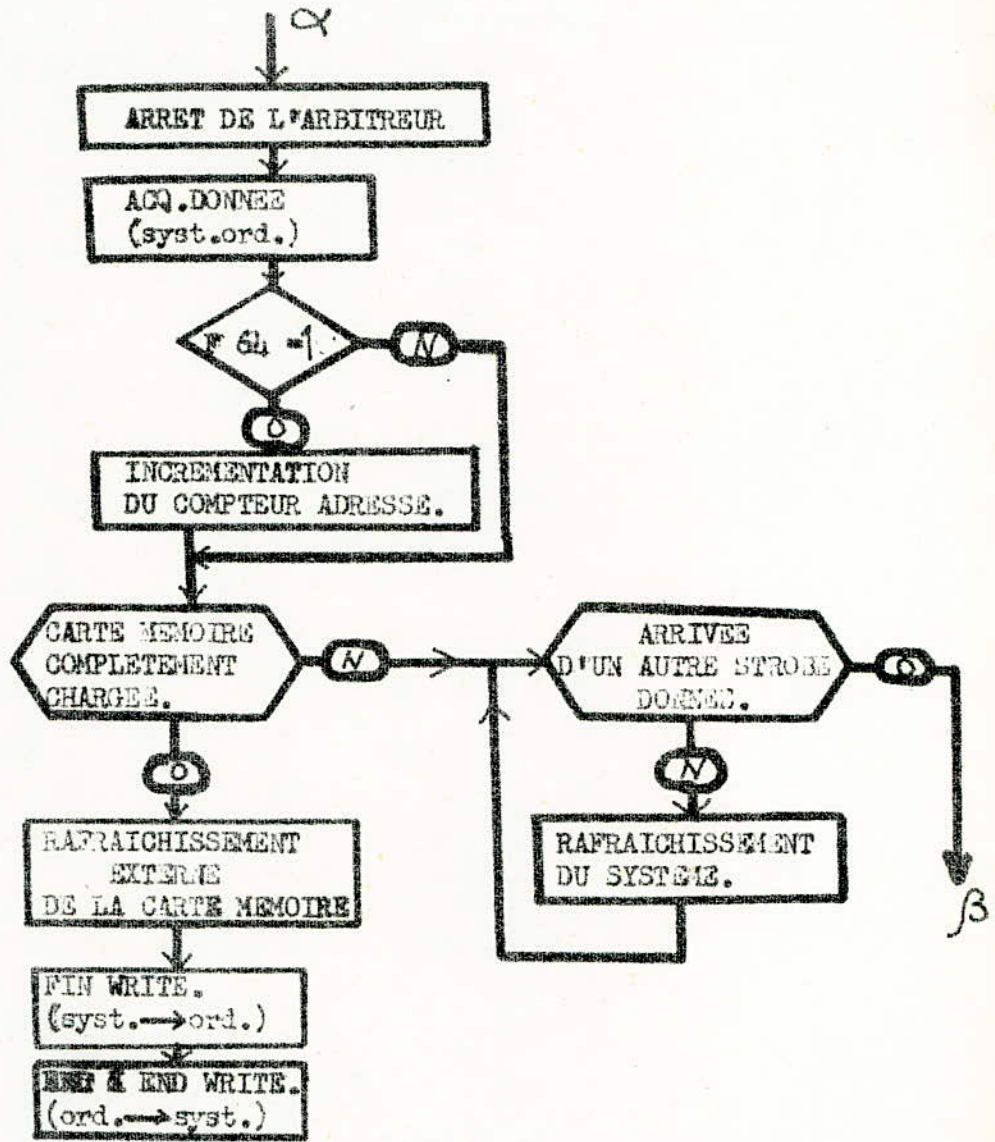 α
ARRET DE L'ARBITREUR
ACQ.DONNEE
(syst.ord.)
F 64 =1
N
O
INCREMENTATION
DU COMPTEUR ADRESSE.
CARTE MEMOIRE
COMPLETEMENT
CHARGEE.
N
ARRIVEE
D'UN AUTRE STROBE
DONNEE.
O
O
N
RAFRAICHISSEMENT
EXTERNE
DE LA CARTE MEMOIRE
RAFRAICHISSEMENT
DU SYSTEME.
β
FIN WRITE.
(syst.→ord.)
END WRITE.
(ord.→syst.)